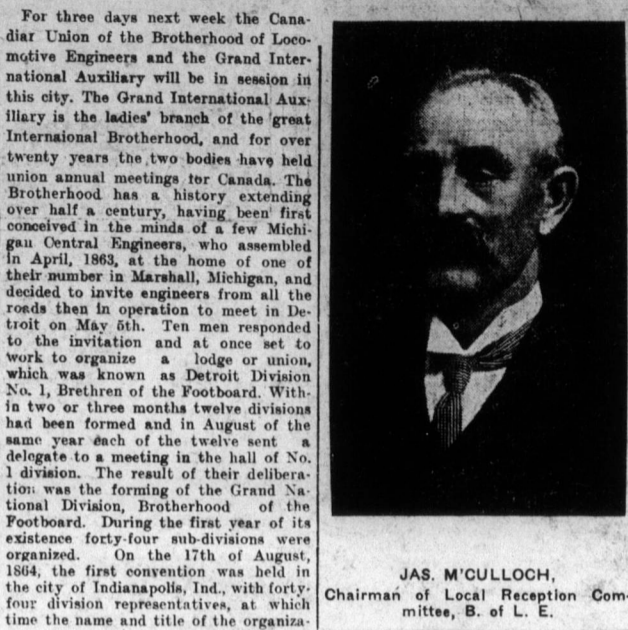 For three days next week the Cana-
diar Union of the Brotherhood of Loco-
motive Engineers and the Grand Inter-
national Auxiliary will be in session in
this city. The Grand International Aux-
iliary is the ladies' branch of the great
Internaional Brotherhood, and for over
twenty years the two bodies have held
union annual meetings for Canada. The
Brotherhood has a history extending
over half a century, having been first
conceived in the minds of a few Michi-
gan Central Engineers, who assembled
in April, 1863, at the home of one of
their number in Marshall, Michigan, and
decided to invite engineers from all the
roads then in operation to meet in De-
troit on May 5th. Ten men responded
to the invitation and at once set to
work to organize a lodge or union,
which was known as Detroit Division
No. 1, Brethren of the Footboard. With-
in two or three months twelve divisions
had been formed and in August of the
same year each of the twelve sent a
delegate to a meeting in the hall of No.
1 division. The result of their delibera-
tion was the forming of the Grand Na-
tional Division, Brotherhood of the
Footboard. During the first year of its
existence forty-four sub-divisions were
organized. On the 17th of August,
1864, the first convention was held in
the city of Indianapolis, Ind., with forty-
four division representatives, at which
time the name and title of the organiza-
JAS. M'CULLOCH,
Chairman of Local Reception Com-
mittee, B. of L. E.